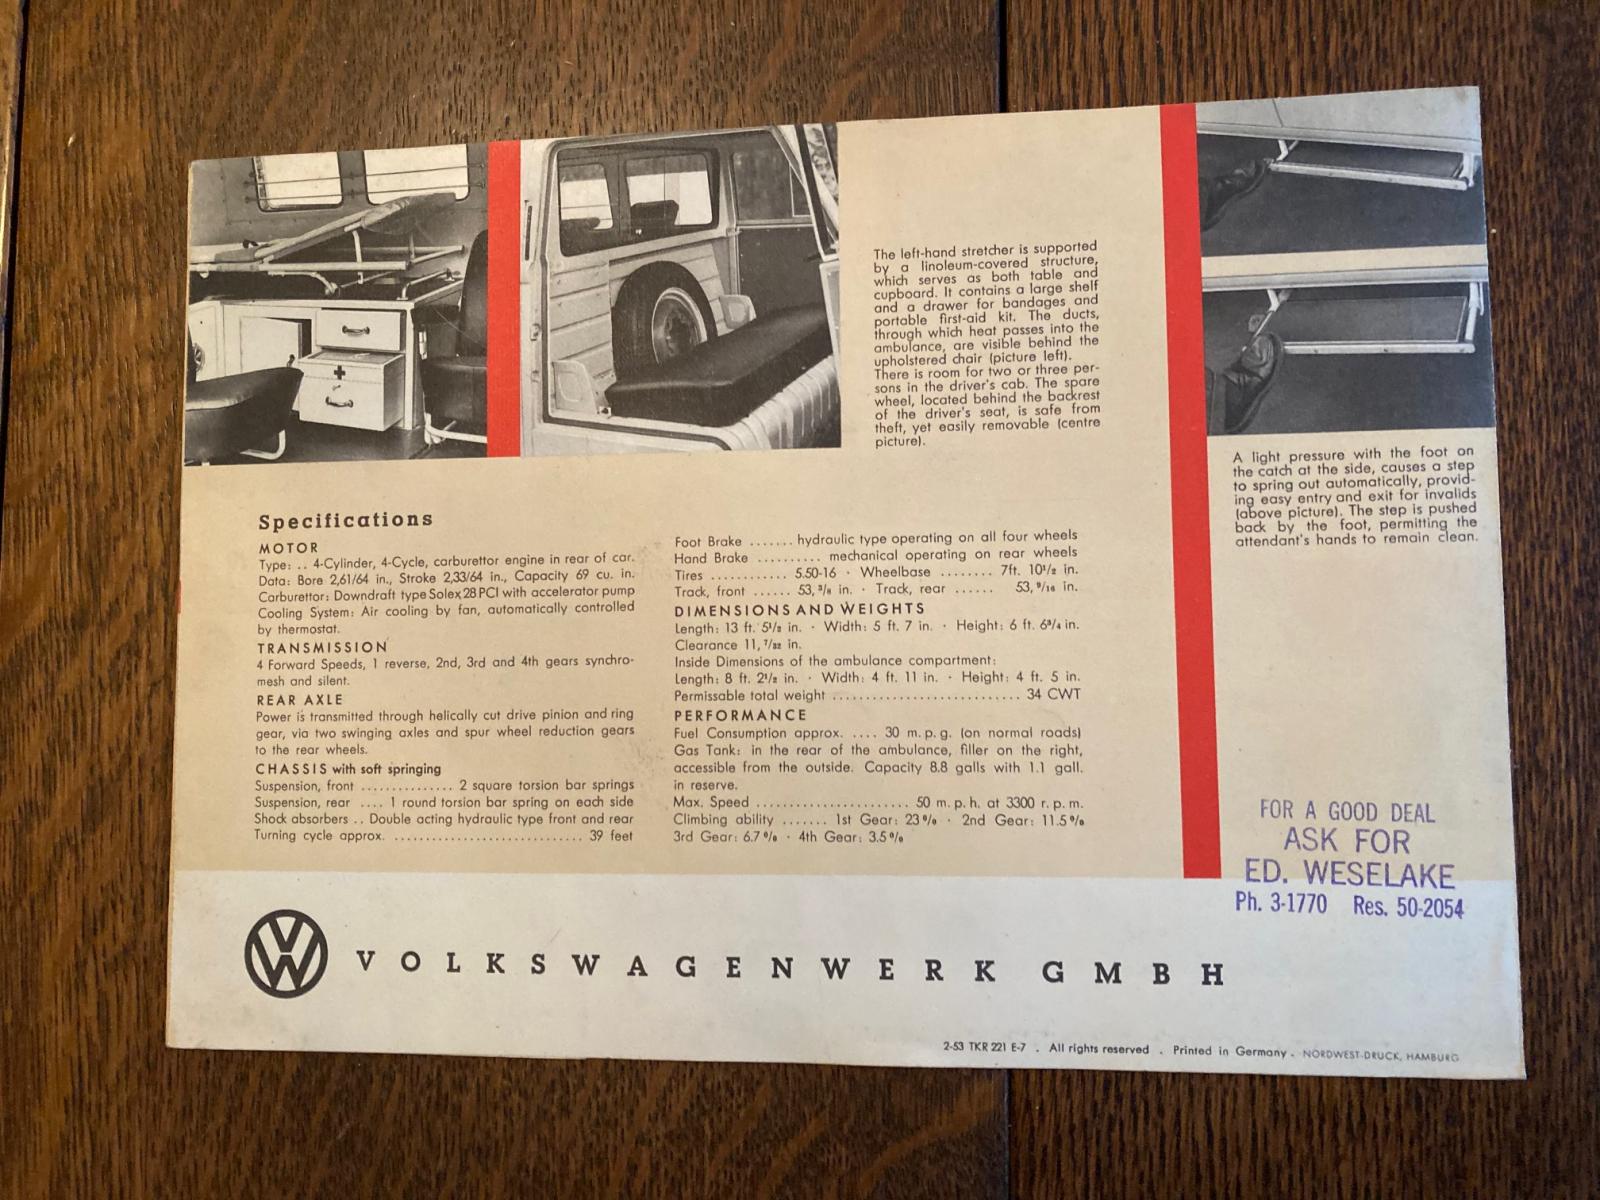 The left-hand stretcher is supported
by a linoleum-covered structure,
which serves as both table and
cupboard. It contains a large shelf
and a drawer for bandages and
portable first-aid kit. The ducts,
through which heat passes into the
ambulance, are visible behind the
upholstered chair (picture left).
There is room for two or three per-
sons in the driver's cab. The spare
wheel, located behind the backrest
of the driver's seat, is safe from
theft, yet easily removable (centre
picture).
A light pressure with the foot on
the catch at the side, causes a step
to spring out automatically, provid-
ing easy entry and exit for invalids
(above picture). The step is pushed
back by the foot, permitting the
attendant's hands to remain clean.
Specifications
MOTOR
Type: .. 4-Cylinder, 4-Cycle, carburettor engine in rear of car.
Data: Bore 2,61/64 in., Stroke 2,33/64 in., Capacity 69 cu. in.
Carburettor: Downdraft type Solex 28 PCI with accelerator pump
Cooling System: Air cooling by fan, automatically controlled
by thermostat.
TRANSMISSION
4 Forward Speeds, 1 reverse, 2nd, 3rd and 4th gears synchro-
mesh and silent.
REAR AXLE
Power is transmitted through helically cut drive pinion and ring
gear, via two swinging axles and spur wheel reduction gears
to the rear wheels.
CHASSIS with soft springing
Suspension, front ............... 2 square torsion bar springs
Suspension, rear .... 1 round torsion bar spring on each side
Shock absorbers .. Double acting hydraulic type front and rear
Turning cycle approx. ............................. 39 feet
Foot Brake ....... hydraulic type operating on all four wheels
Hand Brake .......... mechanical operating on rear wheels
Tires ............ 5.50-16 · Wheelbase ........ 7ft. 10¹/₂ in.
Track, front ...... 53, ³/₈ in. · Track, rear ...... 53, ⁹/₁₆ in.
DIMENSIONS AND WEIGHTS
Length: 13 ft. 5¹/₂ in. · Width: 5 ft. 7 in. · Height: 6 ft. 6³/₄ in.
Clearance 11, ⁷/₃₂ in.
Inside Dimensions of the ambulance compartment:
Length: 8 ft. 2¹/₂ in. · Width: 4 ft. 11 in. · Height: 4 ft. 5 in.
Permissable total weight ............................ 34 CWT
PERFORMANCE
Fuel Consumption approx. .... 30 m. p. g. (on normal roads)
Gas Tank: in the rear of the ambulance, filler on the right,
accessible from the outside. Capacity 8.8 galls with 1.1 gall.
in reserve.
Max. Speed ....................... 50 m. p. h. at 3300 r. p. m.
Climbing ability ....... 1st Gear: 23 % · 2nd Gear: 11.5 %
3rd Gear: 6.7 % · 4th Gear: 3.5 %
FOR A GOOD DEAL
ASK FOR
ED. WESELAKE
Ph. 3-1770 Res. 50-2054
VOLKSWAGENWERK GMBH
2-53 TKR 221 E-7 . All rights reserved . Printed in Germany . NORDWEST-DRUCK, HAMBURG